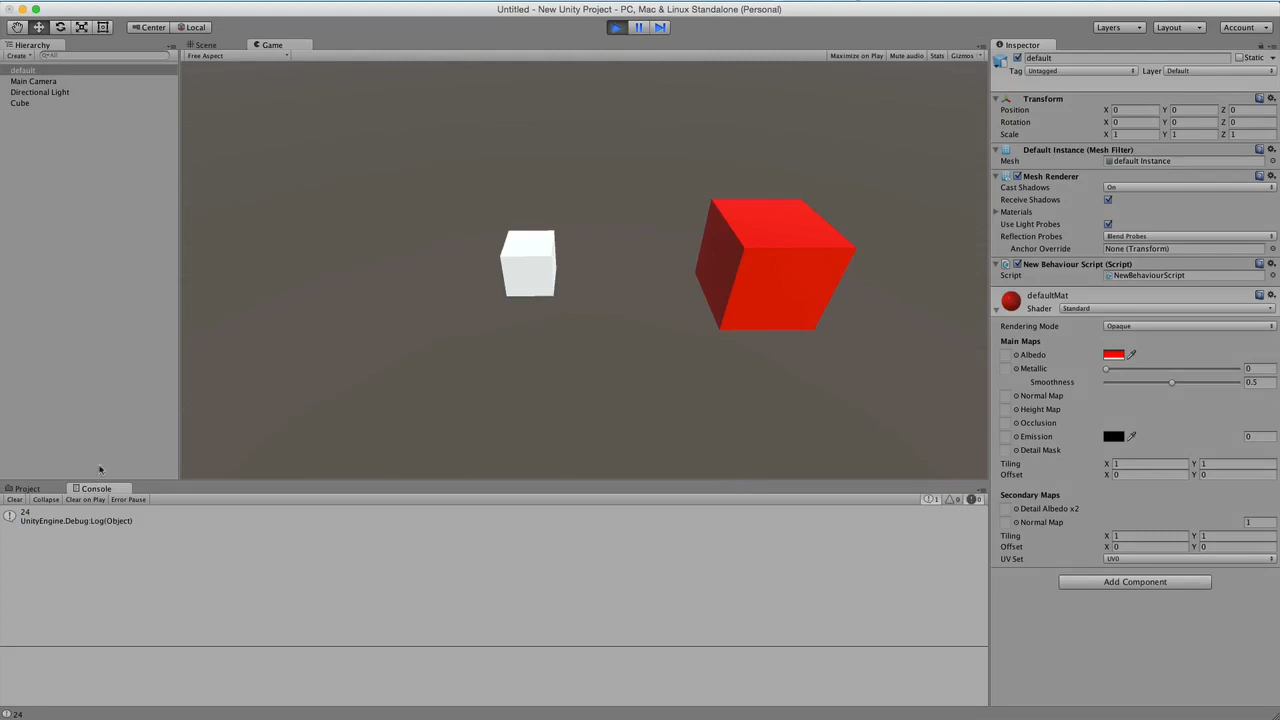 Untitled - New Unity Project - PC, Mac & Linux Standalone (Personal)
Center Local Layers Layout Account
Hierarchy Scene Game Inspector
Create All Free Aspect Maximize on Play Mute audio Stats Gizmos default Static
default Tag Untagged Layer Default
Main Camera
Directional Light
Cube
Transform
Position X 0 Y 0 Z 0
Rotation X 0 Y 0 Z 0
Scale X 1 Y 1 Z 1
Default Instance (Mesh Filter)
Mesh default Instance
Mesh Renderer
Cast Shadows On
Receive Shadows
Materials
Use Light Probes
Reflection Probes Blend Probes
Anchor Override None (Transform)
New Behaviour Script (Script)
Script NewBehaviourScript
defaultMat
Shader Standard
Rendering Mode Opaque
Main Maps
Albedo
Metallic 0
Smoothness 0.5
Normal Map
Height Map
Occlusion
Emission 0
Detail Mask
Tiling X 1 Y 1
Offset X 0 Y 0
Secondary Maps
Detail Albedo x2
Normal Map 1
Tiling X 1 Y 1
Offset X 0 Y 0
UV Set UV0
Add Component
Project Console
Clear Collapse Clear on Play Error Pause 1 0 0
24
UnityEngine.Debug:Log(Object)
24